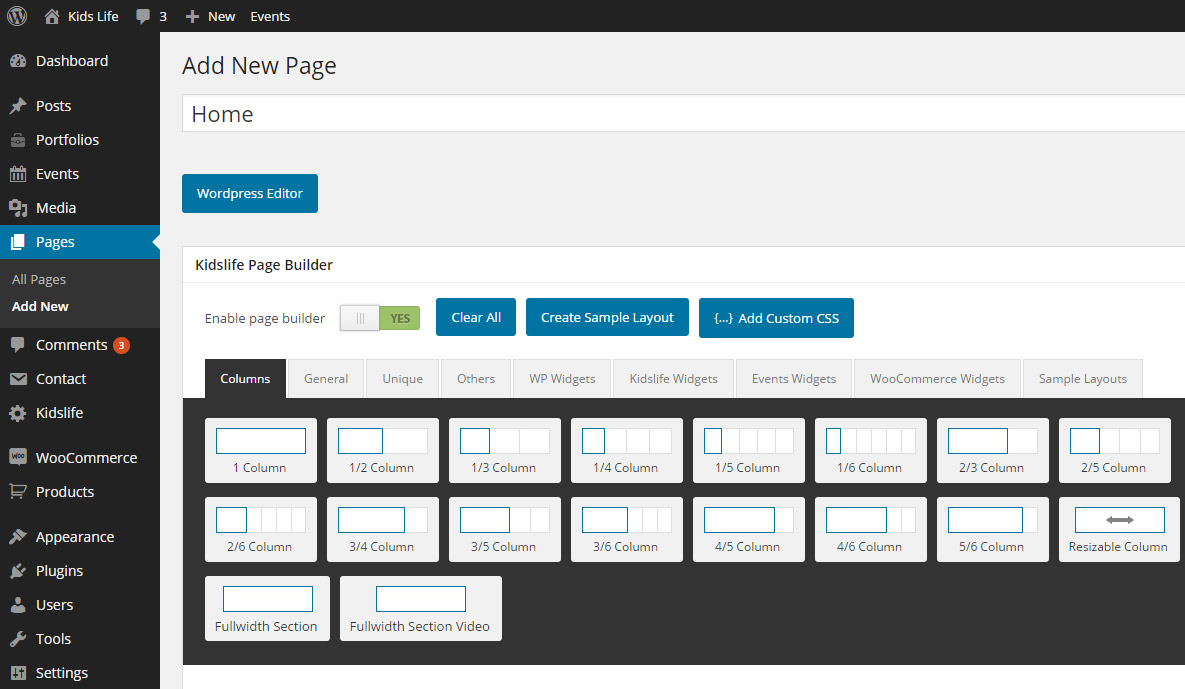 Kids Life 3 New Events
Dashboard
Posts
Portfolios
Events
Media
Pages
All Pages
Add New
Comments 3
Contact
Kidslife
WooCommerce
Products
Appearance
Plugins
Users
Tools
Settings
Add New Page
Home
Wordpress Editor
Kidslife Page Builder
Enable page builder YES Clear All Create Sample Layout {...} Add Custom CSS
Columns General Unique Others WP Widgets Kidslife Widgets Events Widgets WooCommerce Widgets Sample Layouts
1 Column 1/2 Column 1/3 Column 1/4 Column 1/5 Column 1/6 Column 2/3 Column 2/5 Column
2/6 Column 3/4 Column 3/5 Column 3/6 Column 4/5 Column 4/6 Column 5/6 Column Resizable Column
Fullwidth Section Fullwidth Section Video